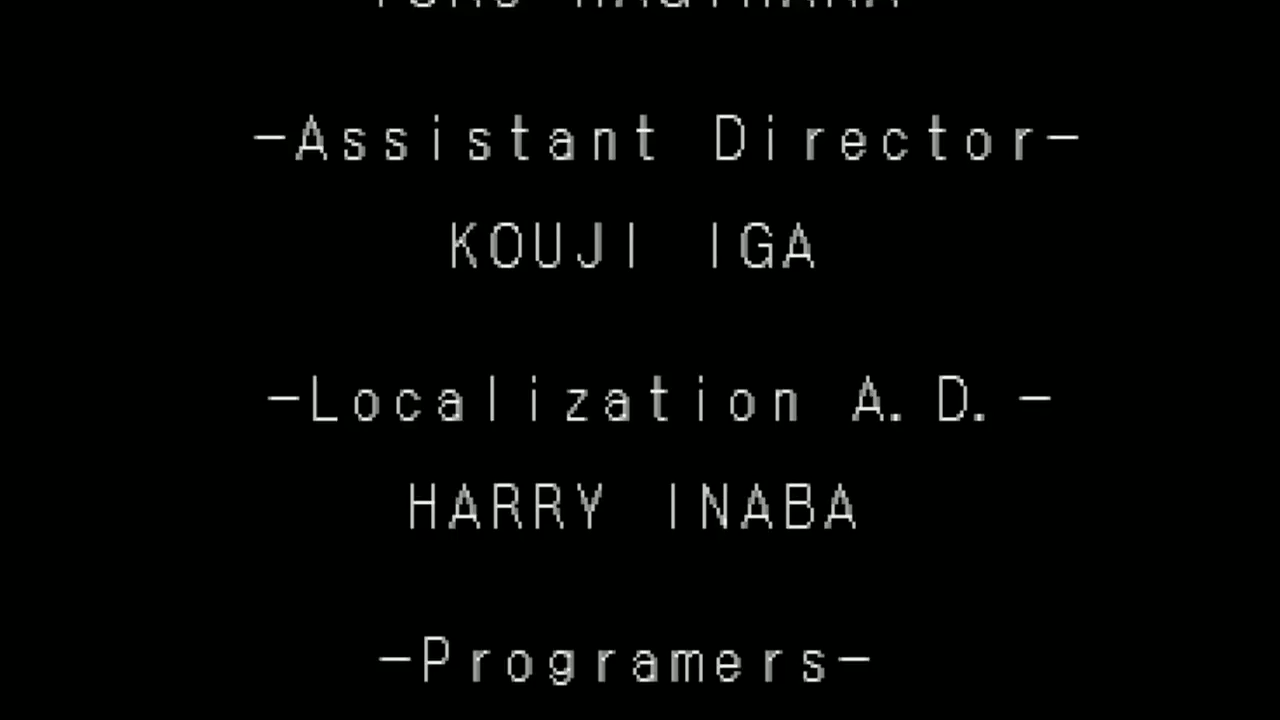 -Assistant Director-
KOUJI IGA
-Localization A.D.-
HARRY INABA
-Programers-